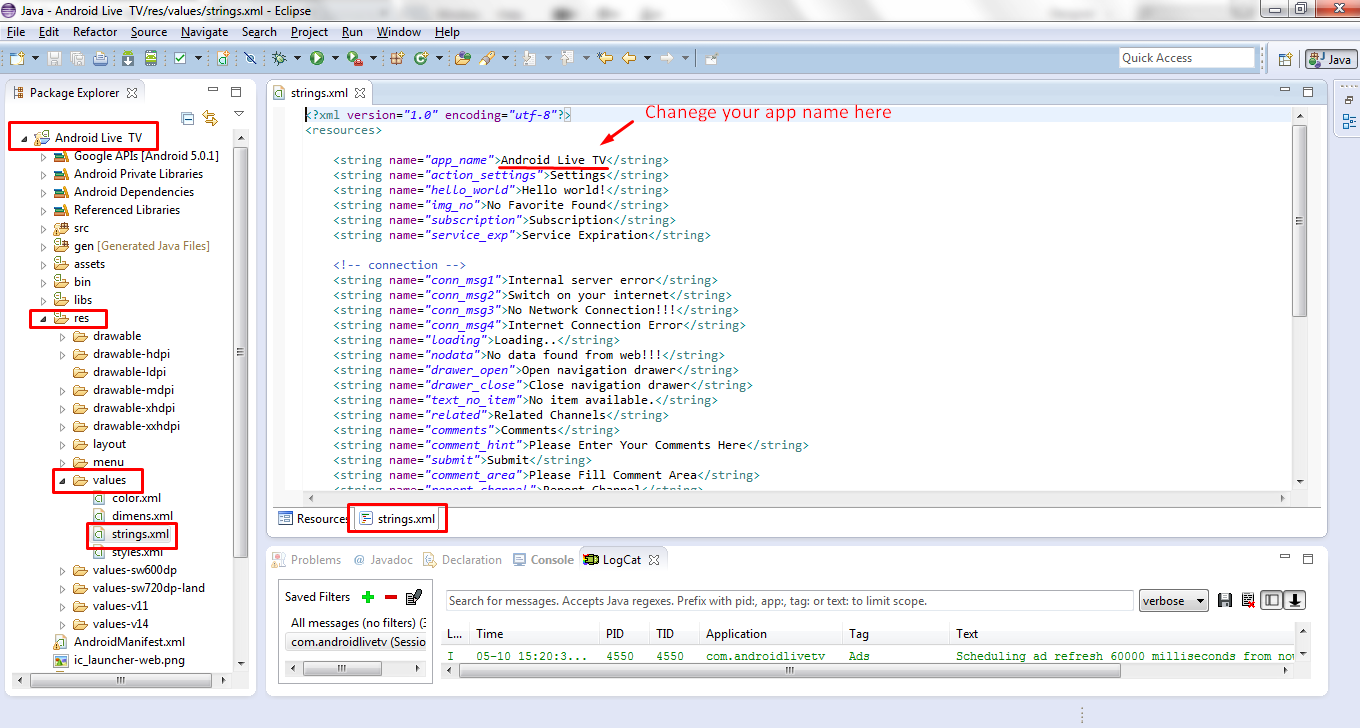 Java - Android Live TV/res/values/strings.xml - Eclipse
File Edit Refactor Source Navigate Search Project Run Window Help
Quick Access
Java
Package Explorer
Android Live TV
Google APIs [Android 5.0.1]
Android Private Libraries
Android Dependencies
Referenced Libraries
src
gen [Generated Java Files]
assets
bin
libs
res
drawable
drawable-hdpi
drawable-ldpi
drawable-mdpi
drawable-xhdpi
drawable-xxhdpi
layout
menu
values
color.xml
dimens.xml
strings.xml
styles.xml
values-sw600dp
values-sw720dp-land
values-v11
values-v14
AndroidManifest.xml
ic_launcher-web.png
strings.xml
Chanege your app name here
<?xml version="1.0" encoding="utf-8"?>
<resources>
<string name="app_name">Android Live TV</string>
<string name="action_settings">Settings</string>
<string name="hello_world">Hello world!</string>
<string name="img_no">No Favorite Found</string>
<string name="subscription">Subscription</string>
<string name="service_exp">Service Expiration</string>
<!-- connection -->
<string name="conn_msg1">Internal server error</string>
<string name="conn_msg2">Switch on your internet</string>
<string name="conn_msg3">No Network Connection!!!</string>
<string name="conn_msg4">Internet Connection Error</string>
<string name="loading">Loading..</string>
<string name="nodata">No data found from web!!!</string>
<string name="drawer_open">Open navigation drawer</string>
<string name="drawer_close">Close navigation drawer</string>
<string name="text_no_item">No item available.</string>
<string name="related">Related Channels</string>
<string name="comments">Comments</string>
<string name="comment_hint">Please Enter Your Comments Here</string>
<string name="submit">Submit</string>
<string name="comment_area">Please Fill Comment Area</string>
<string name="report_channel">Report Channel</string>
Resources strings.xml
Problems @ Javadoc Declaration Console LogCat
Saved Filters
All messages (no filters) (3
com.androidlivetv (Sessio
Search for messages. Accepts Java regexes. Prefix with pid:, app:, tag: or text: to limit scope.
verbose
L... Time PID TID Application Tag Text
I 05-10 15:20:3... 4550 4550 com.androidlivetv Ads Scheduling ad refresh 60000 milliseconds from now